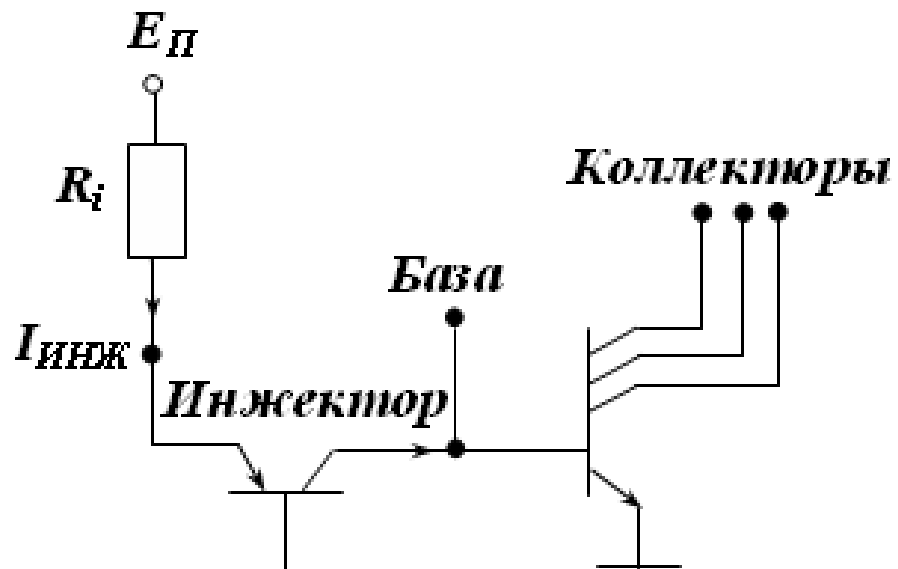 EП
Ri
Коллекторы
База
IИНЖ
Инжектор